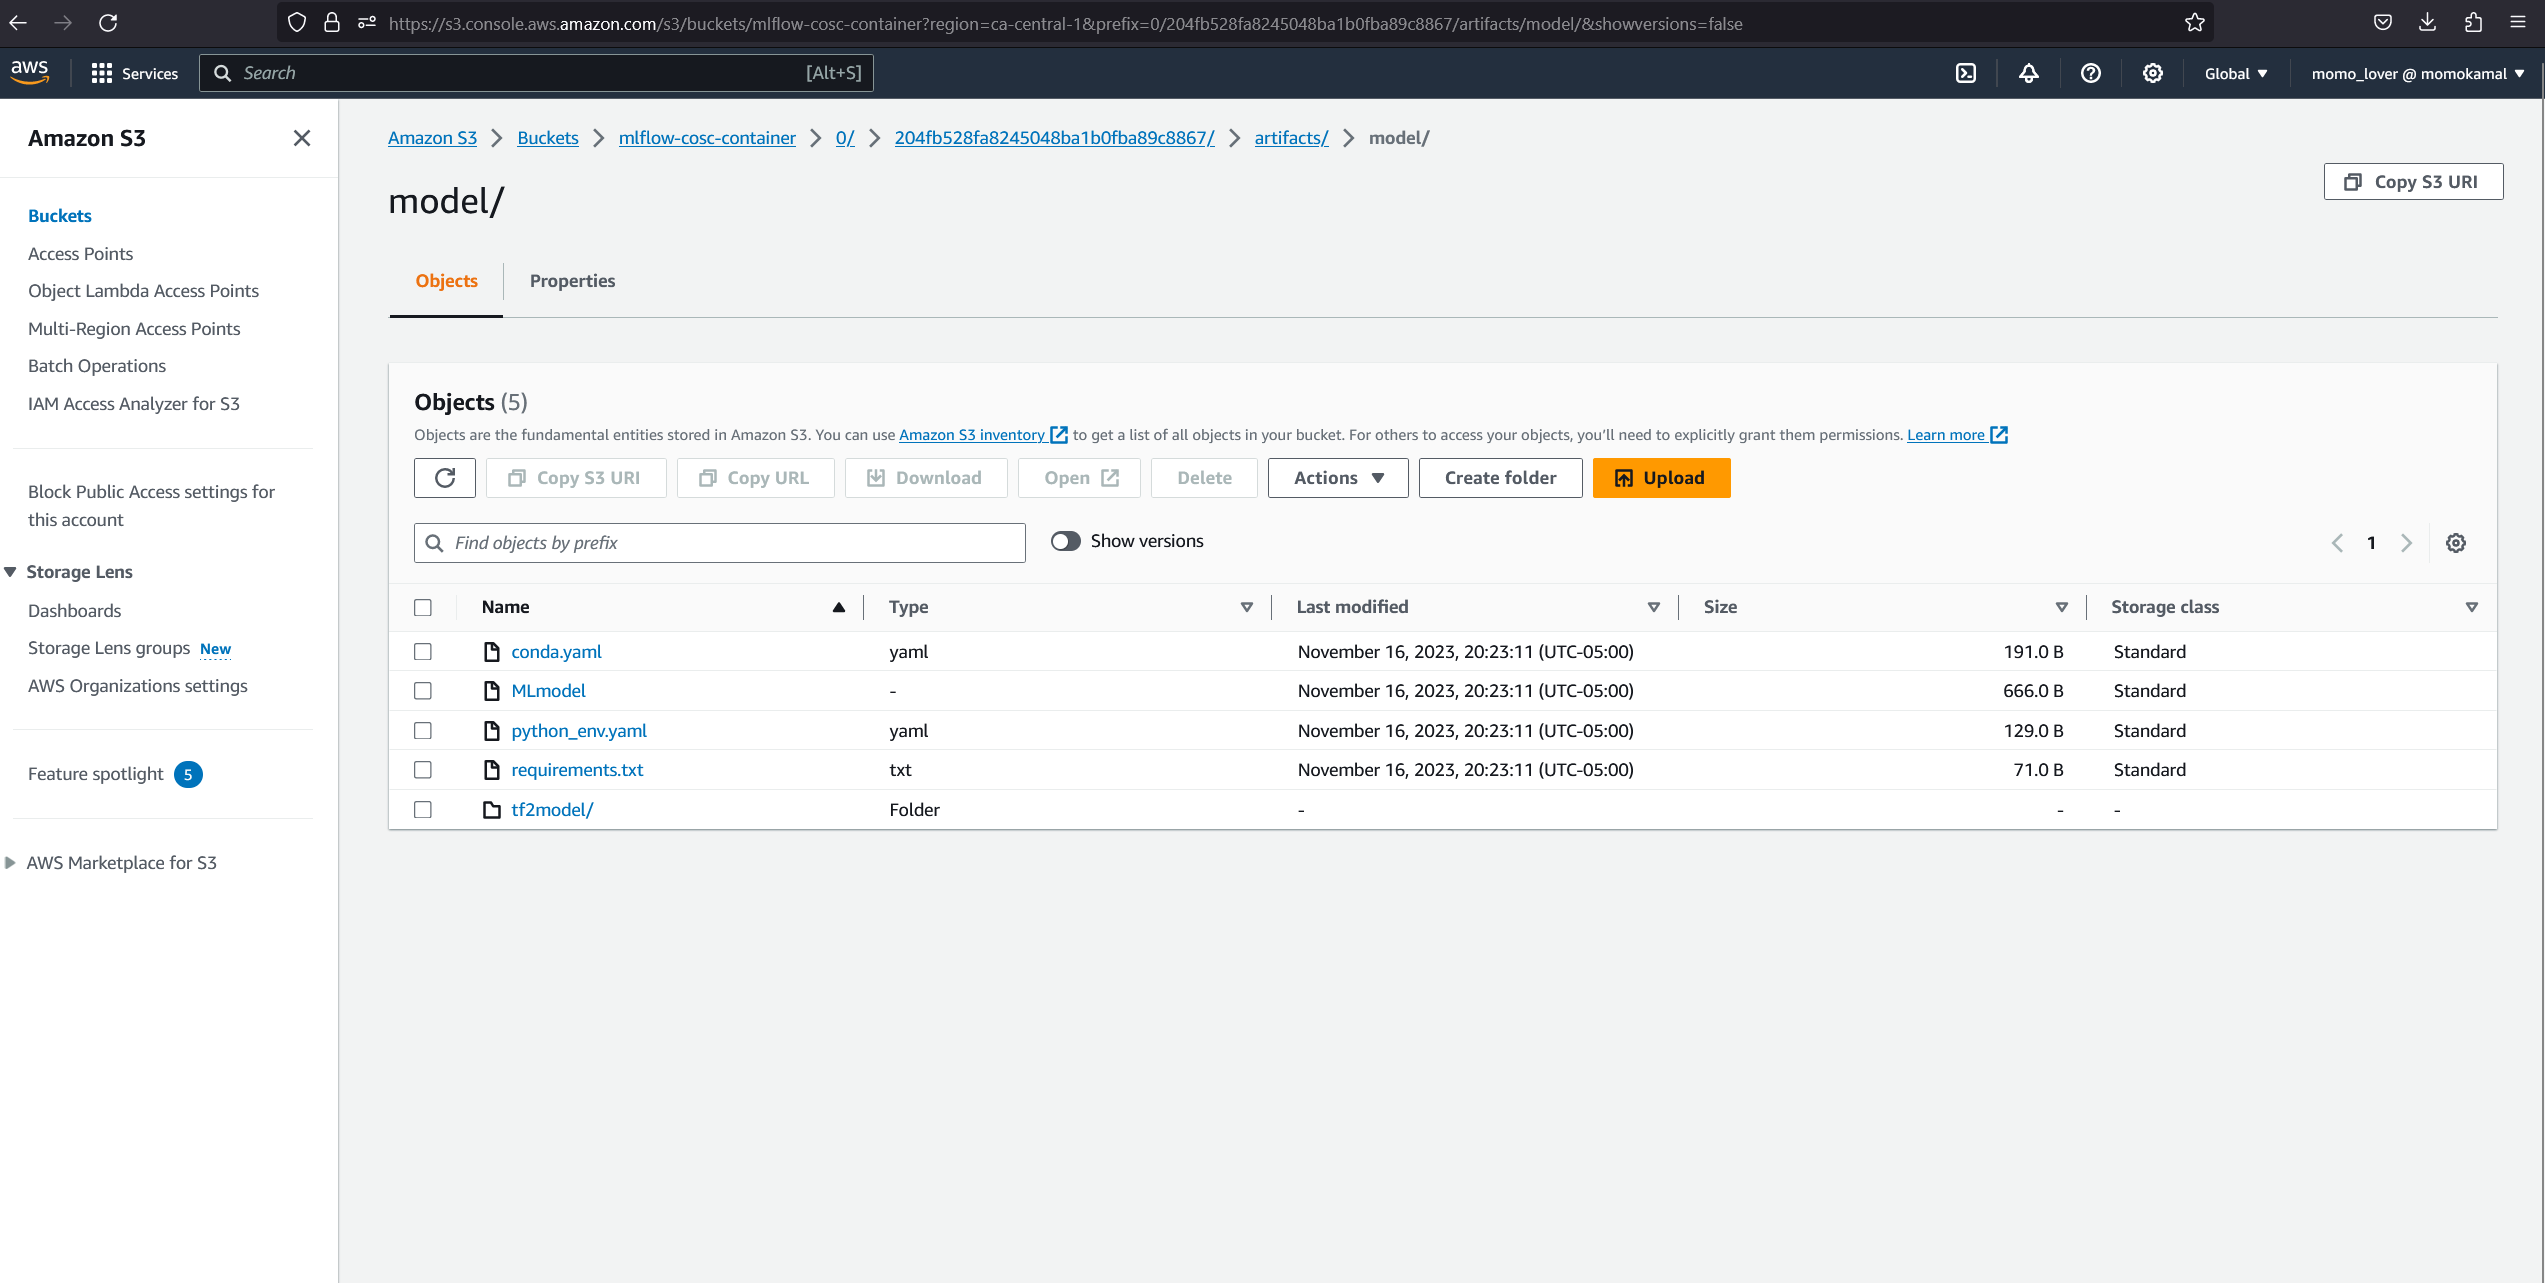 https://s3.console.aws.amazon.com/s3/buckets/mlflow-cosc-container?region=ca-central-1&prefix=0/204fb528fa8245048ba1b0fba89c8867/artifacts/model/&showversions=false
aws Services Search [Alt+S] Global momo_lover @ momokamal
Amazon S3
Buckets
Access Points
Object Lambda Access Points
Multi-Region Access Points
Batch Operations
IAM Access Analyzer for S3
Block Public Access settings for
this account
Storage Lens
Dashboards
Storage Lens groups New
AWS Organizations settings
Feature spotlight 5
AWS Marketplace for S3
Amazon S3 Buckets mlflow-cosc-container 0/ 204fb528fa8245048ba1b0fba89c8867/ artifacts/ model/
model/
Copy S3 URI
Objects Properties
Objects (5)
Objects are the fundamental entities stored in Amazon S3. You can use Amazon S3 inventory to get a list of all objects in your bucket. For others to access your objects, you'll need to explicitly grant them permissions. Learn more
Copy S3 URI Copy URL Download Open Delete Actions Create folder Upload
Find objects by prefix Show versions 1
Name Type Last modified Size Storage class
conda.yaml yaml November 16, 2023, 20:23:11 (UTC-05:00) 191.0 B Standard
MLmodel - November 16, 2023, 20:23:11 (UTC-05:00) 666.0 B Standard
python_env.yaml yaml November 16, 2023, 20:23:11 (UTC-05:00) 129.0 B Standard
requirements.txt txt November 16, 2023, 20:23:11 (UTC-05:00) 71.0 B Standard
tf2model/ Folder - - -